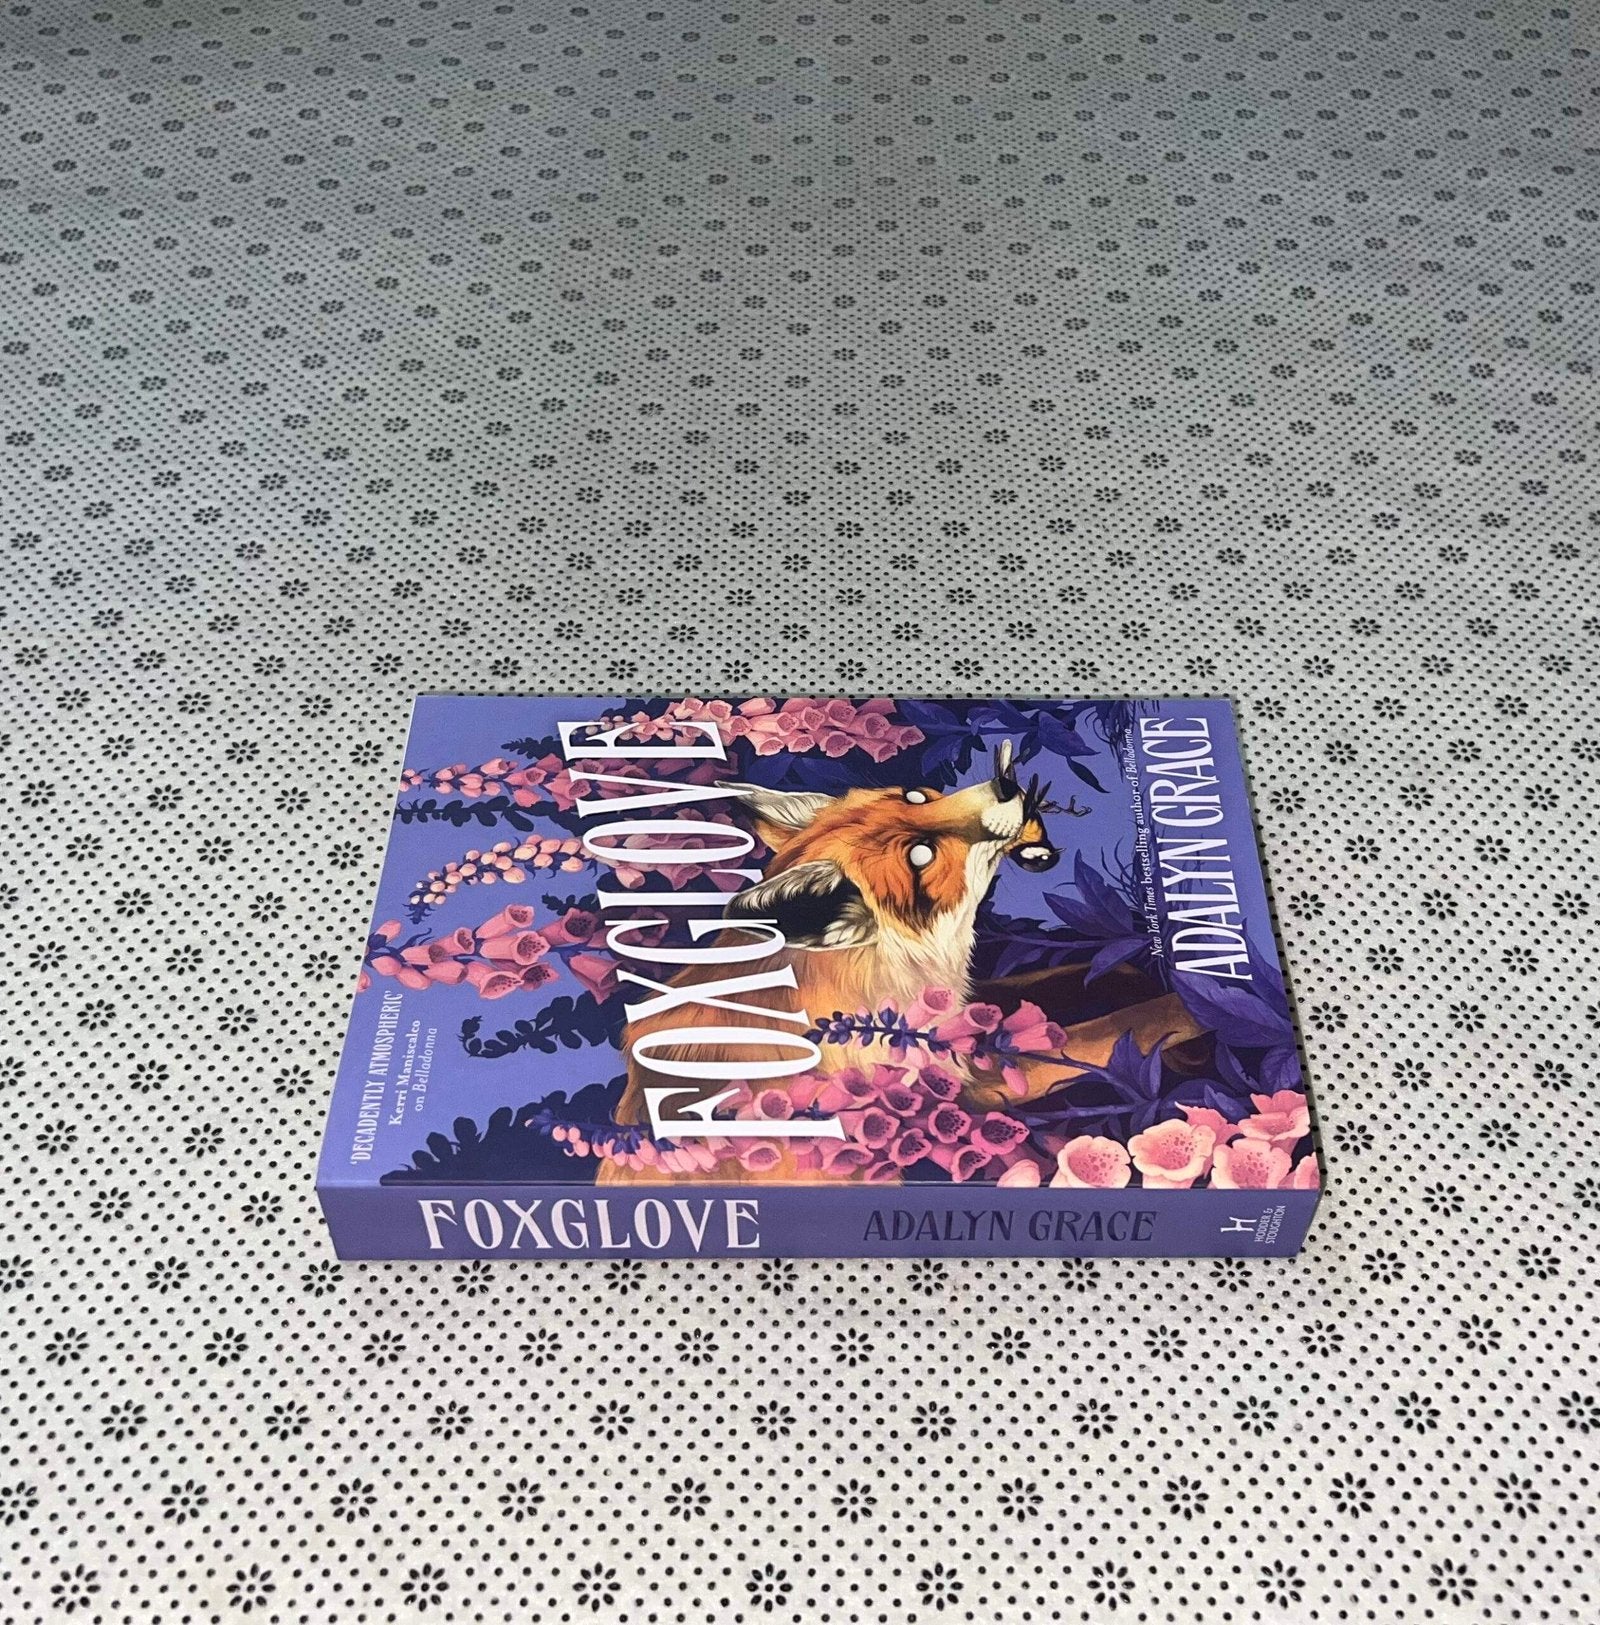 'DECADENTLY ATMOSPHERIC'
Kerri Maniscalco
on Belladonna
FOXGLOVE
New York Times bestselling author of Belladonna
ADALYN GRACE
FOXGLOVE
ADALYN GRACE
H
HODDER &
STOUGHTON